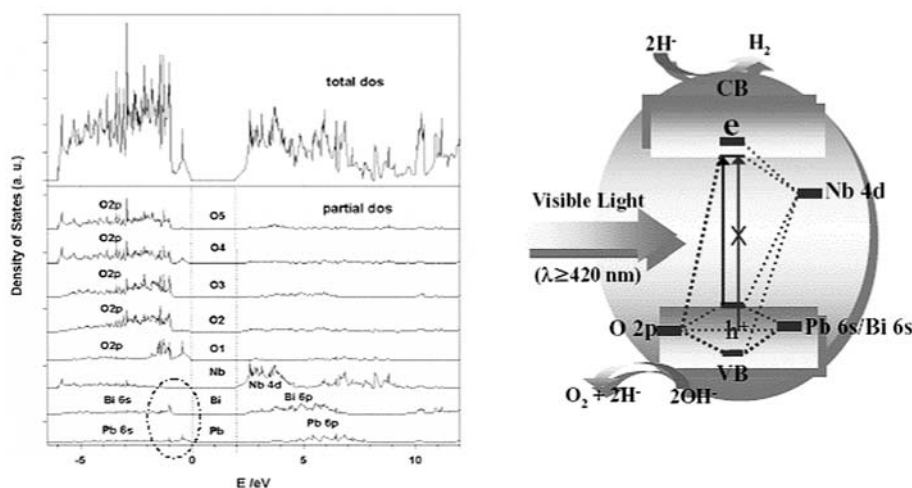 total dos
partial dos
O2p O5
O2p O4
O2p O3
O2p O2
O2p O1
Nb
Nb 4d
Bi 6s Bi Bi 6p
Pb 6s Pb Pb 6p
Density of States (a. u.)
-5 0 5 10
E /eV
2H- H2
CB
e
Nb 4d
Visible Light
(λ≥420 nm)
O 2p h+ Pb 6s/Bi 6s
VB
O2 + 2H- 2OH-